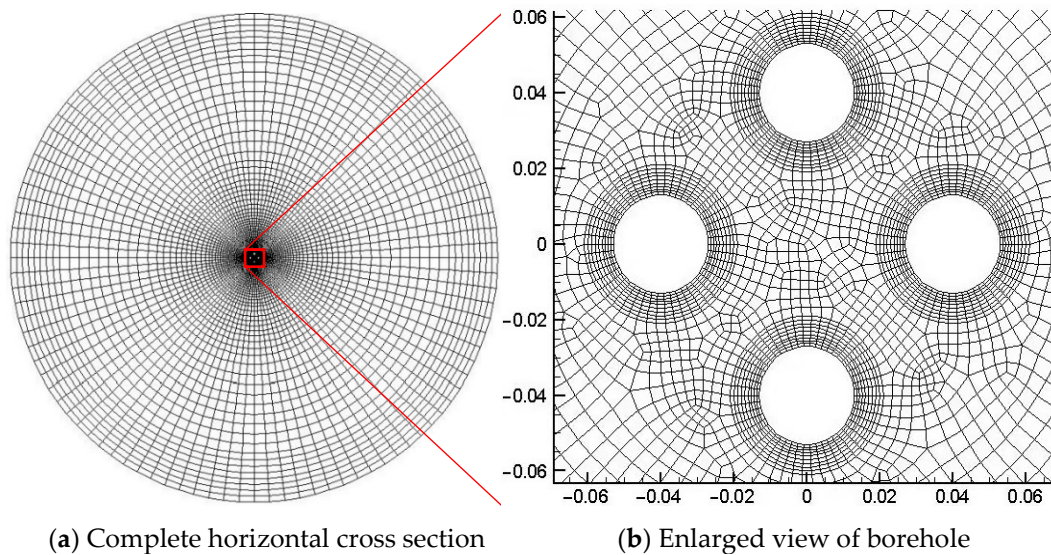 0.06
0.04
0.02
0
−0.02
−0.04
−0.06
−0.06 −0.04 −0.02 0 0.02 0.04 0.06
(a) Complete horizontal cross section
(b) Enlarged view of borehole